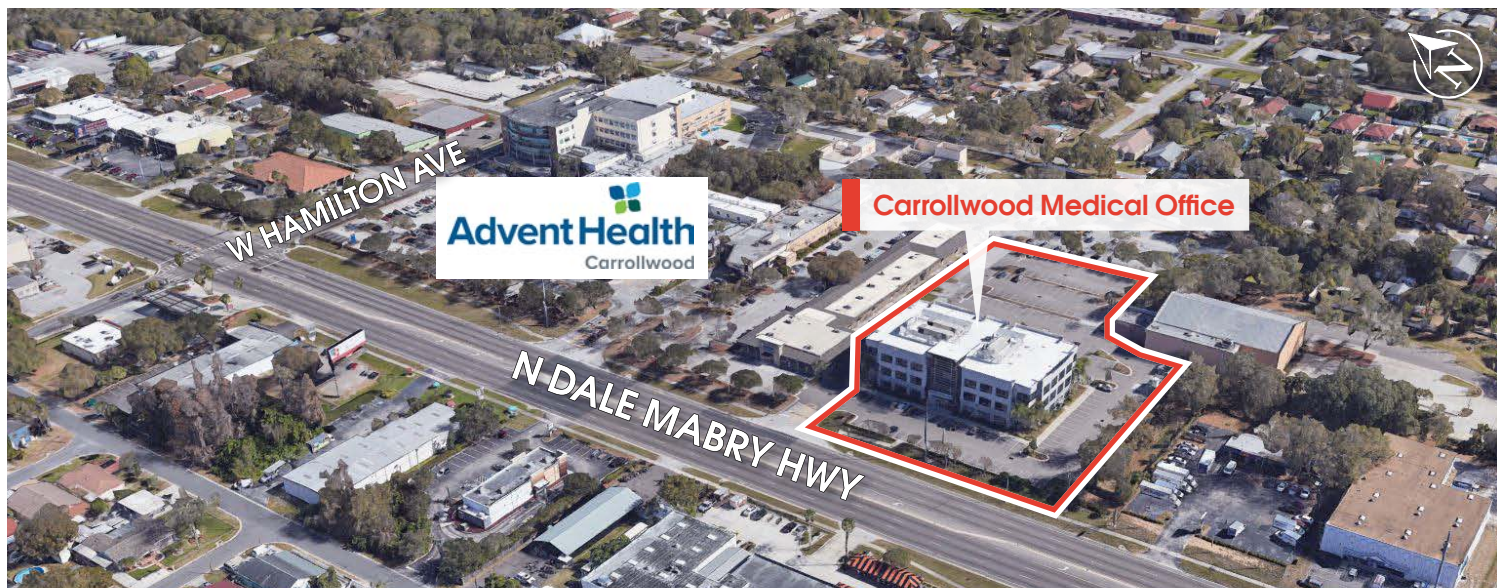 W HAMILTON AVE
AdventHealth
Carrollwood
Carrollwood Medical Office
N DALE MABRY HWY
N